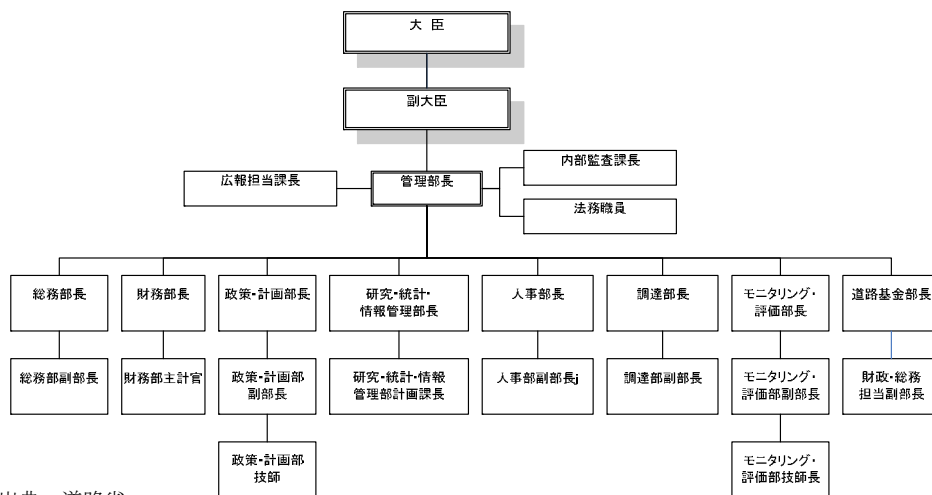 大 臣
副大臣
広報担当課長
管理部長
内部監査課長
法務職員
総務部長
財務部長
政策・計画部長
研究・統計・
情報管理部長
人事部長
調達部長
モニタリング・
評価部長
道路基金部長
総務部副部長
財務部主計官
政策・計画部
副部長
研究・統計・情報
管理部計画課長
人事部副部長j
調達部副部長
モニタリング・
評価部副部長
財政・総務
担当副部長
政策・計画部
技師
モニタリング・
評価部技師長